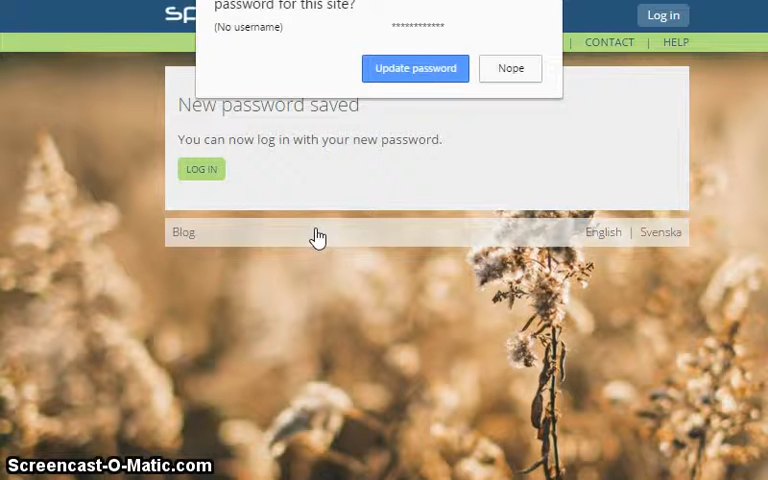 password for this site?
(No username) ************
Update password Nope
Log in
| CONTACT | HELP
New password saved
You can now log in with your new password.
LOG IN
Blog English | Svenska
Screencast-O-Matic.com